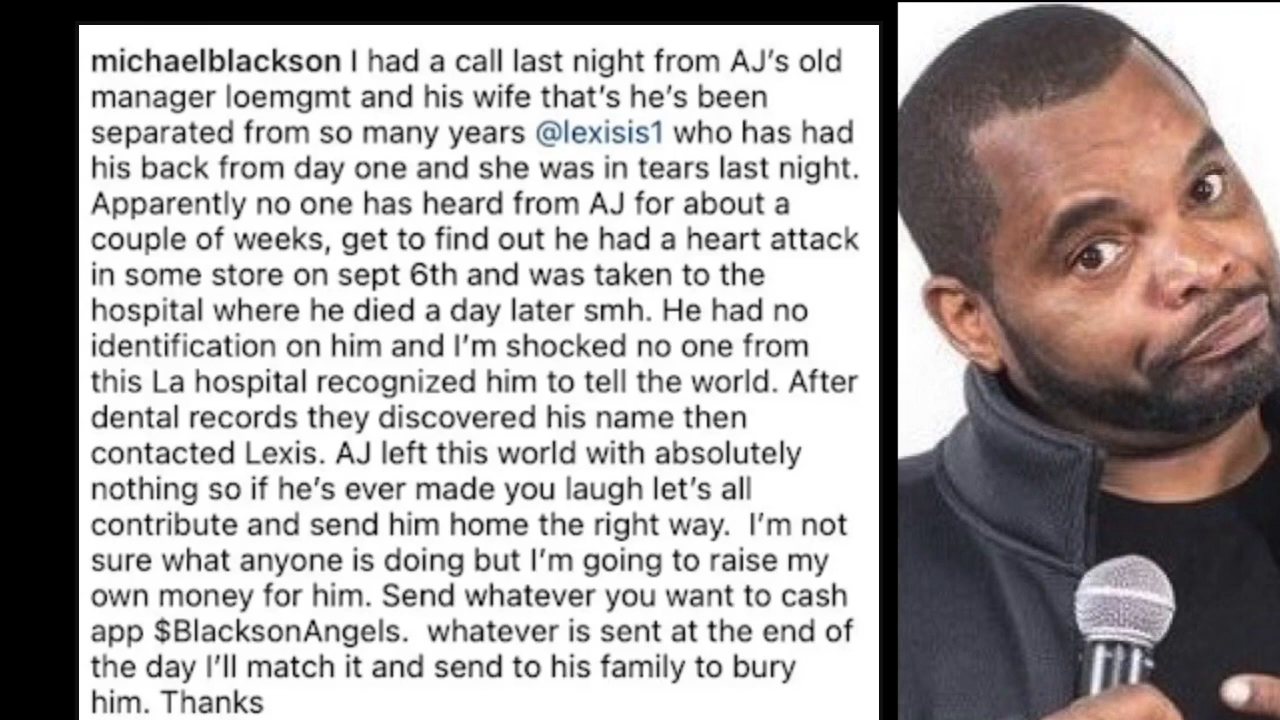 michaelblackson I had a call last night from AJ's old
manager loemgmt and his wife that's he's been
separated from so many years @lexisis1 who has had
his back from day one and she was in tears last night.
Apparently no one has heard from AJ for about a
couple of weeks, get to find out he had a heart attack
in some store on sept 6th and was taken to the
hospital where he died a day later smh. He had no
identification on him and I'm shocked no one from
this La hospital recognized him to tell the world. After
dental records they discovered his name then
contacted Lexis. AJ left this world with absolutely
nothing so if he's ever made you laugh let's all
contribute and send him home the right way.  I'm not
sure what anyone is doing but I'm going to raise my
own money for him. Send whatever you want to cash
app $BlacksonAngels.  whatever is sent at the end of
the day I'll match it and send to his family to bury
him. Thanks